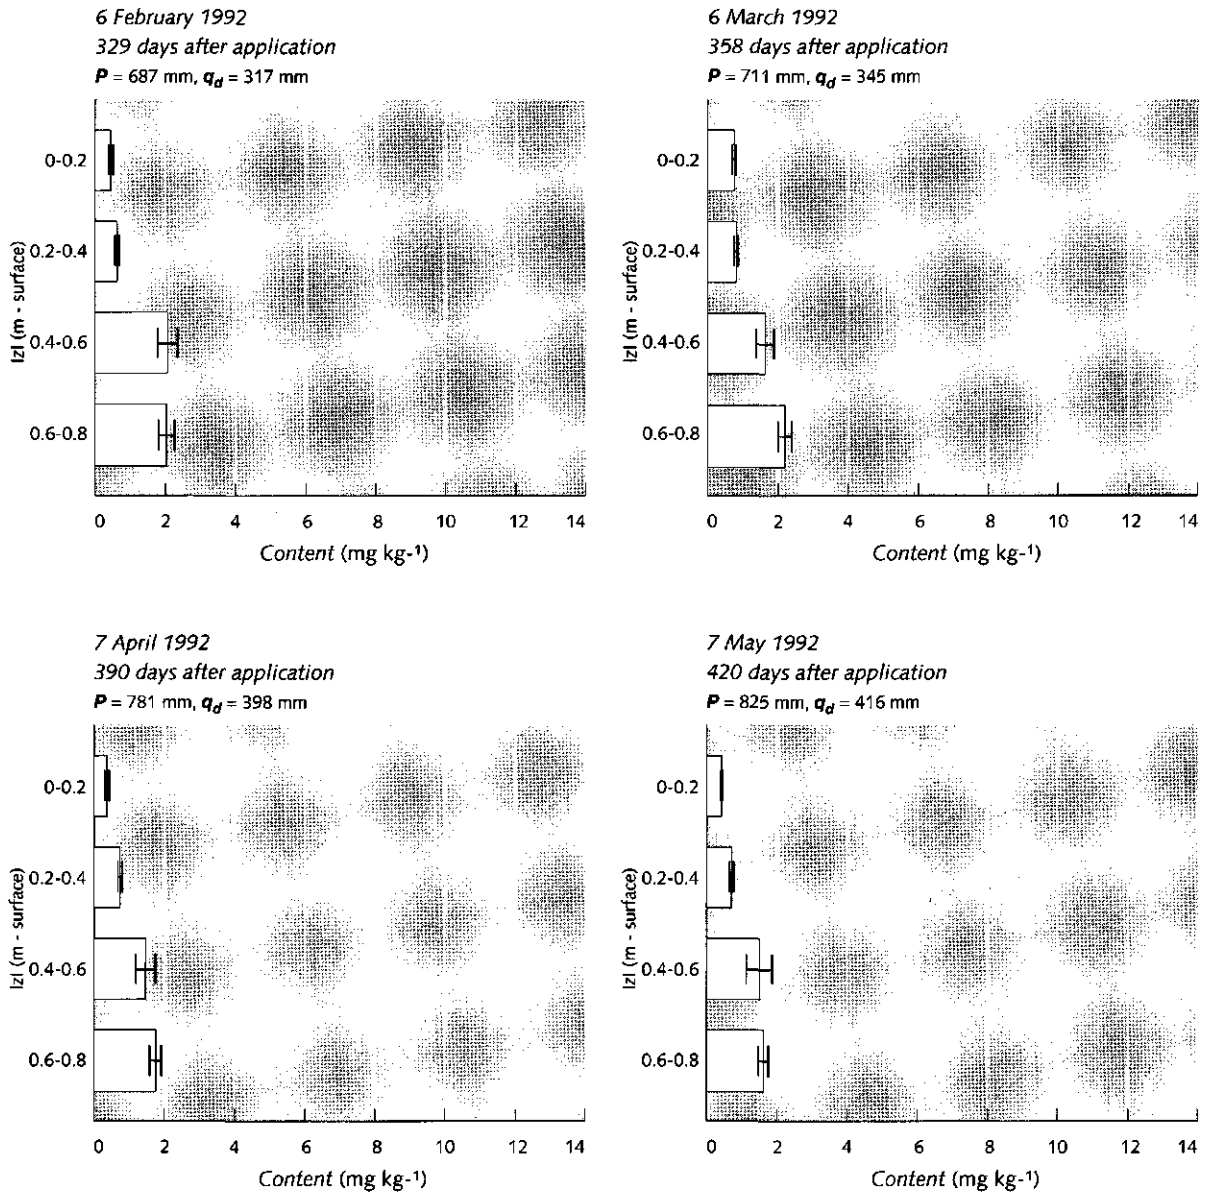 6 February 1992
329 days after application
P = 687 mm, qd = 317 mm
0-0.2
0.2-0.4
0.4-0.6
0.6-0.8
|z| (m - surface)
0 2 4 6 8 10 12 14
Content (mg kg-1)
6 March 1992
358 days after application
P = 711 mm, qd = 345 mm
0-0.2
0.2-0.4
0.4-0.6
0.6-0.8
|z| (m - surface)
0 2 4 6 8 10 12 14
Content (mg kg-1)
7 April 1992
390 days after application
P = 781 mm, qd = 398 mm
0-0.2
0.2-0.4
0.4-0.6
0.6-0.8
|z| (m - surface)
0 2 4 6 8 10 12 14
Content (mg kg-1)
7 May 1992
420 days after application
P = 825 mm, qd = 416 mm
0-0.2
0.2-0.4
0.4-0.6
0.6-0.8
|z| (m - surface)
0 2 4 6 8 10 12 14
Content (mg kg-1)